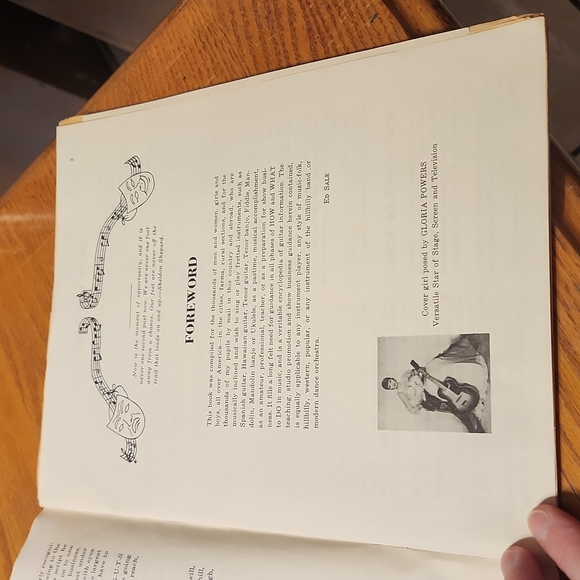 Now is the moment of opportunity, and it is
never one second past now. We are never one foot
away from a chance. Our feet are never off the
trail that leads on and up.—Sheldon Shepard.
FOREWORD
This book was compiled for the thousands of men and women, girls and
boys, all over America—in the cities, farms, rural sections, and for the
thousands of my pupils by mail in this country and abroad, who are
musically inclined and wish to sing or play fretted instruments, such as
Spanish guitar, Hawaiian guitar, Tenor guitar, Tenor banjo, Fiddle, Man-
dolin, Mandolin banjo or Ukulele, as a pastime, musical accomplishment,
as an amateur, professional, teacher, or as a preparation for show busi-
ness. It fills a long felt need for guidance in all phases of HOW and WHAT
to DO in music, and is a veritable encyclopedia of guitar information. The
teaching, studio promotion and show business guidance herein contained,
is equally applicable to any instrument player, any style of music-folk,
hillbilly, western, popular, or any instrument of the hillbilly band or
modern dance orchestra.
ED SALE
Cover girl posed by GLORIA POWERS
Versatile Star of Stage, Screen and Television